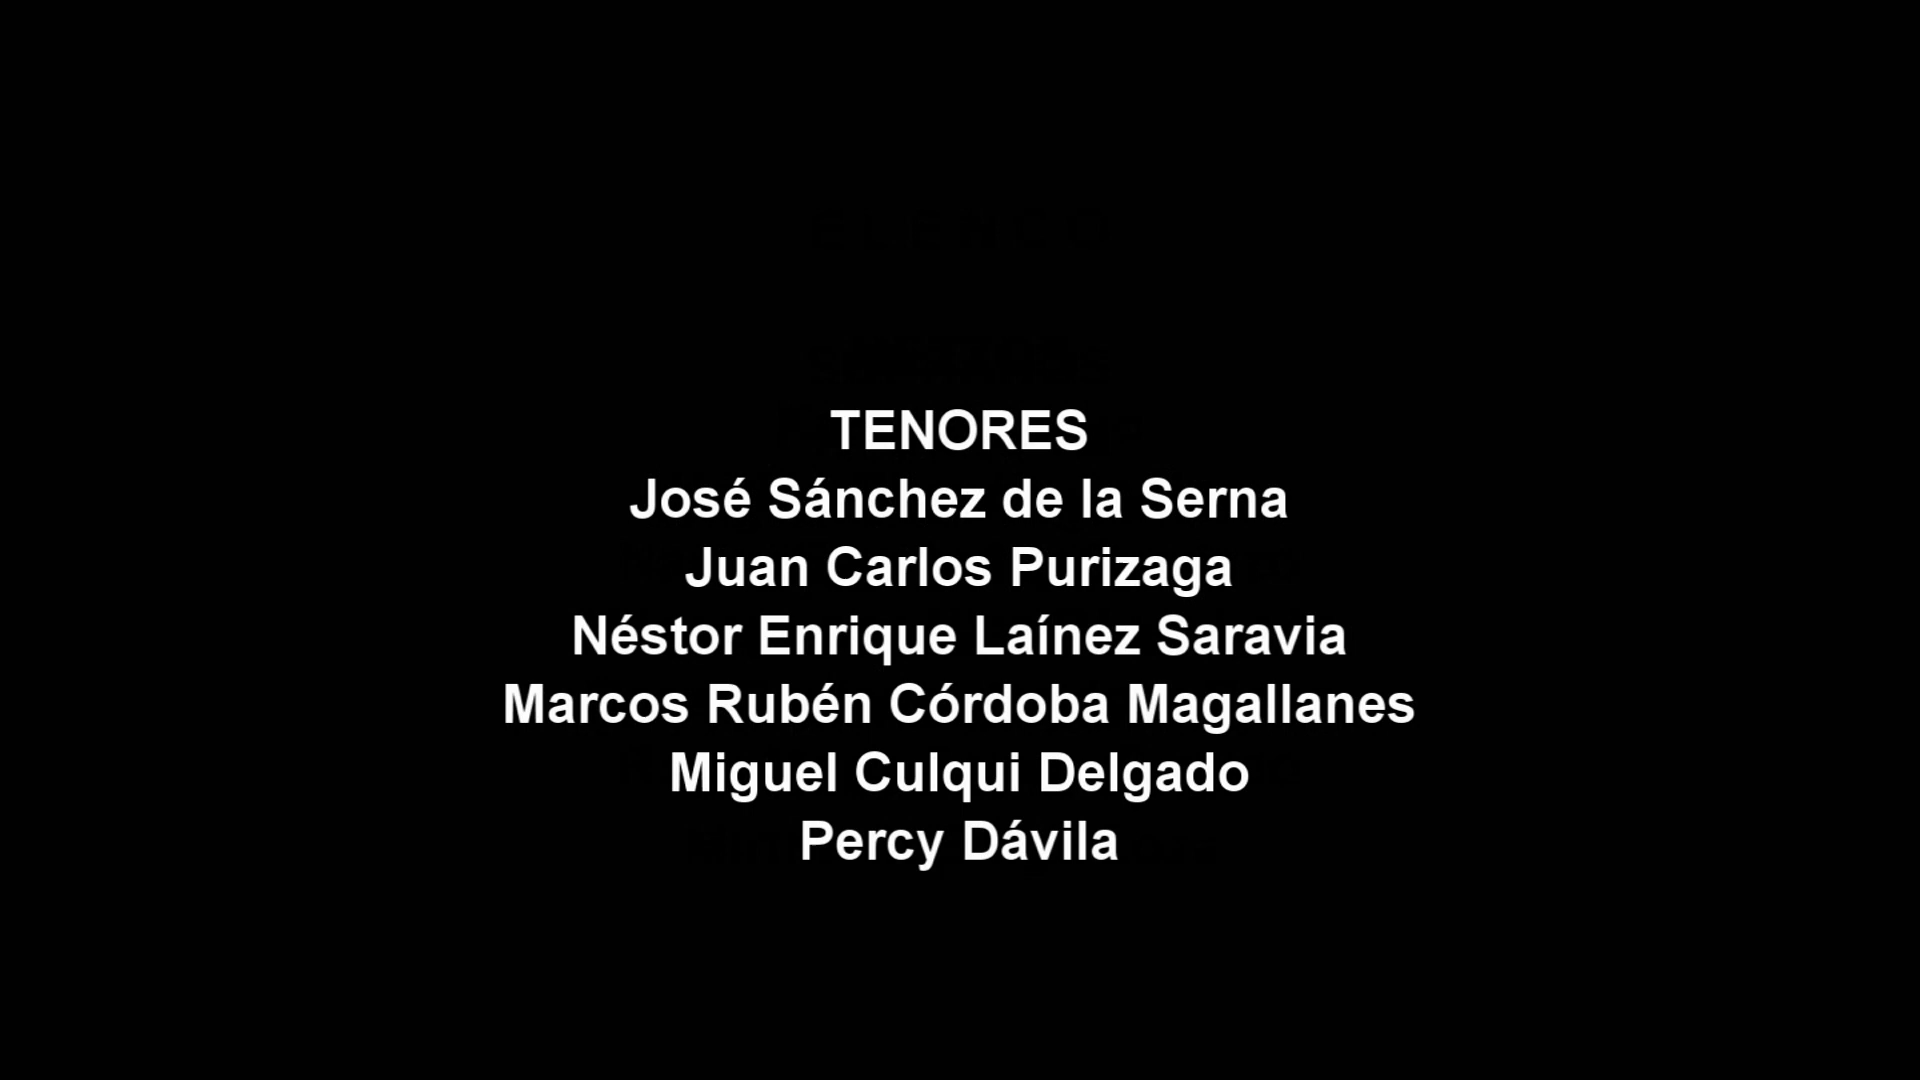 TENORES
José Sánchez de la Serna
Juan Carlos Purizaga
Néstor Enrique Laínez Saravia
Marcos Rubén Córdoba Magallanes
Miguel Culqui Delgado
Percy Dávila